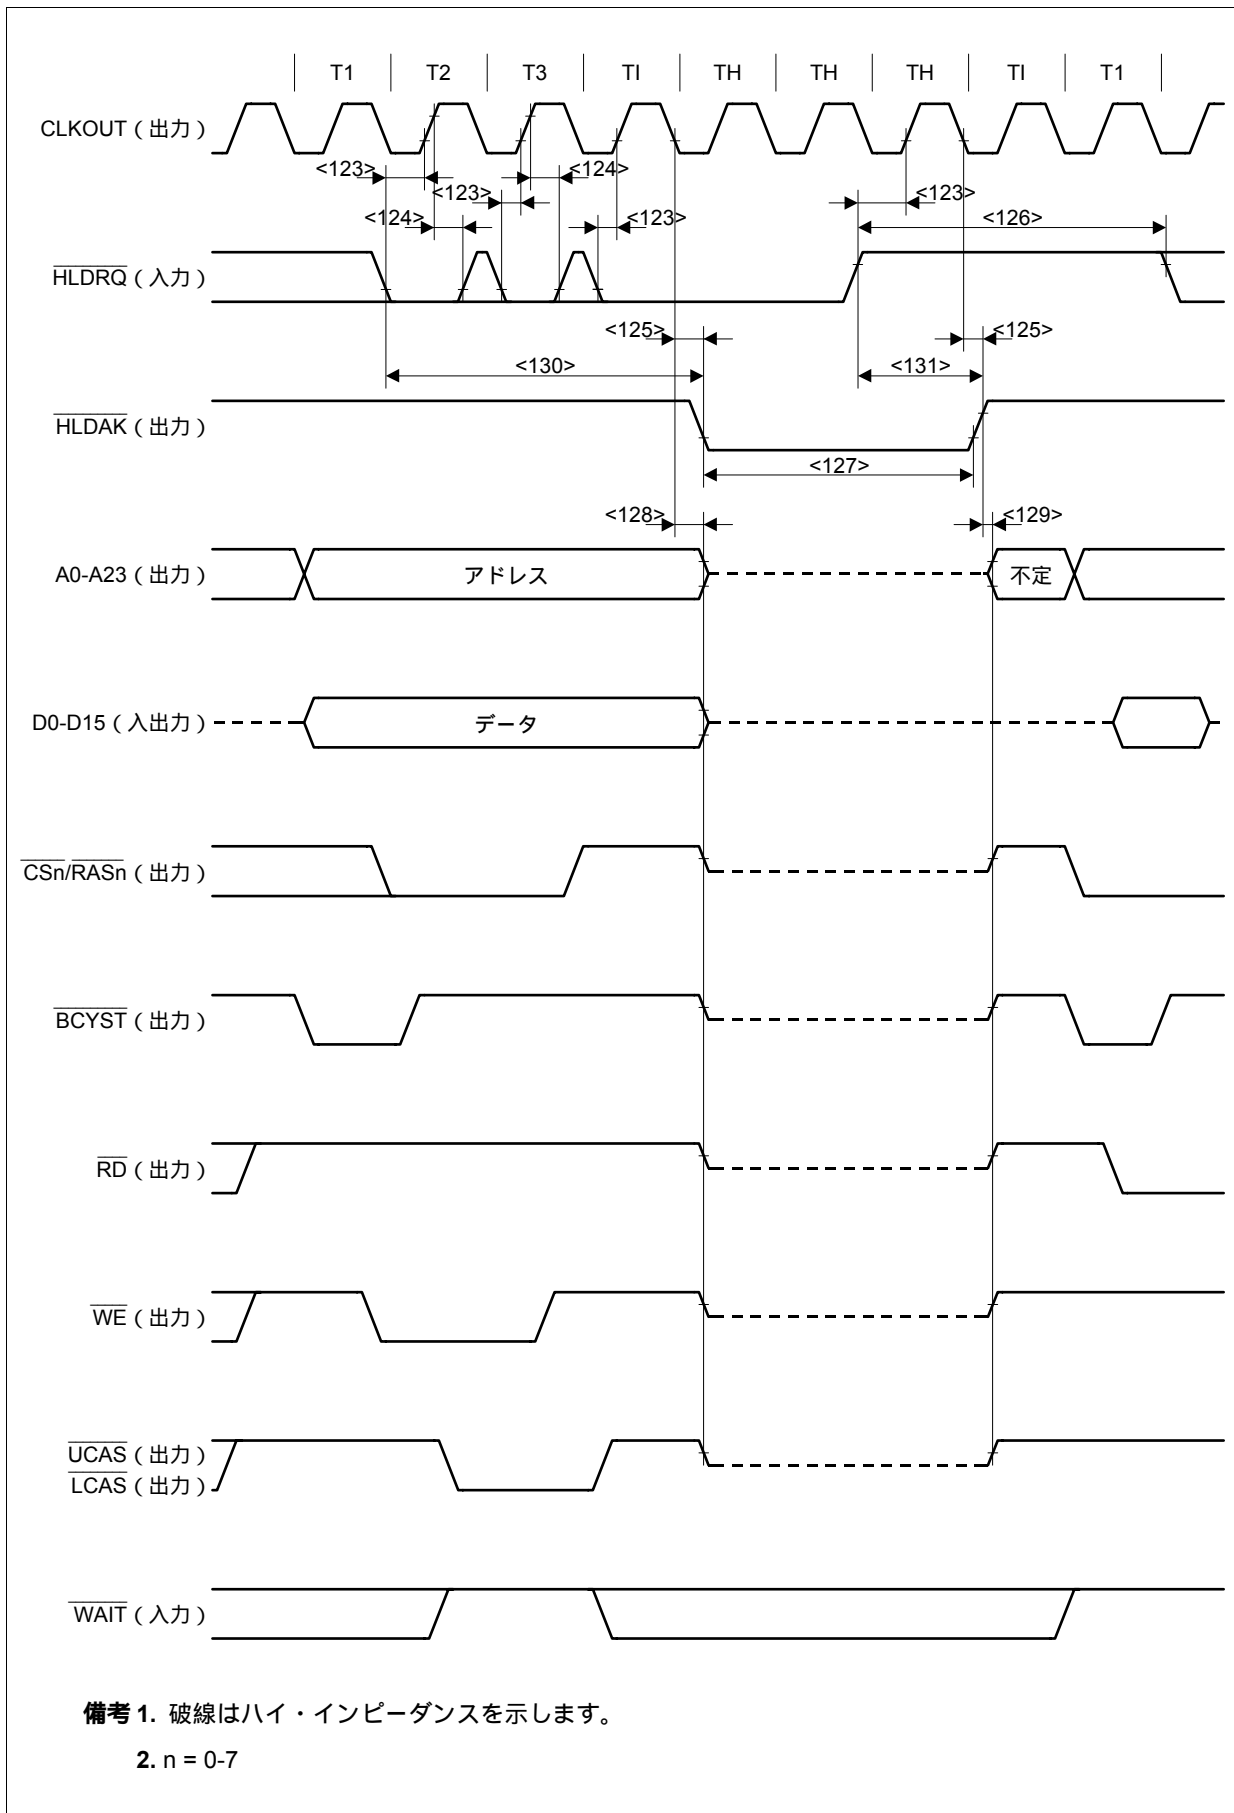 T1 T2 T3 TI TH TH TH TI T1
CLKOUT（出力）
<123> <124>
<123>
<124> <123> <123> <126>
HLDRQ（入力）
<125> <125>
<130> <131>
HLDAK（出力）
<127>
<128> <129>
A0-A23（出力） アドレス 不定
D0-D15（入出力） データ
CSn/RASn（出力）
BCYST（出力）
RD（出力）
WE（出力）
UCAS（出力）
LCAS（出力）
WAIT（入力）
備考 1. 破線はハイ・インピーダンスを示します。
2. n = 0-7